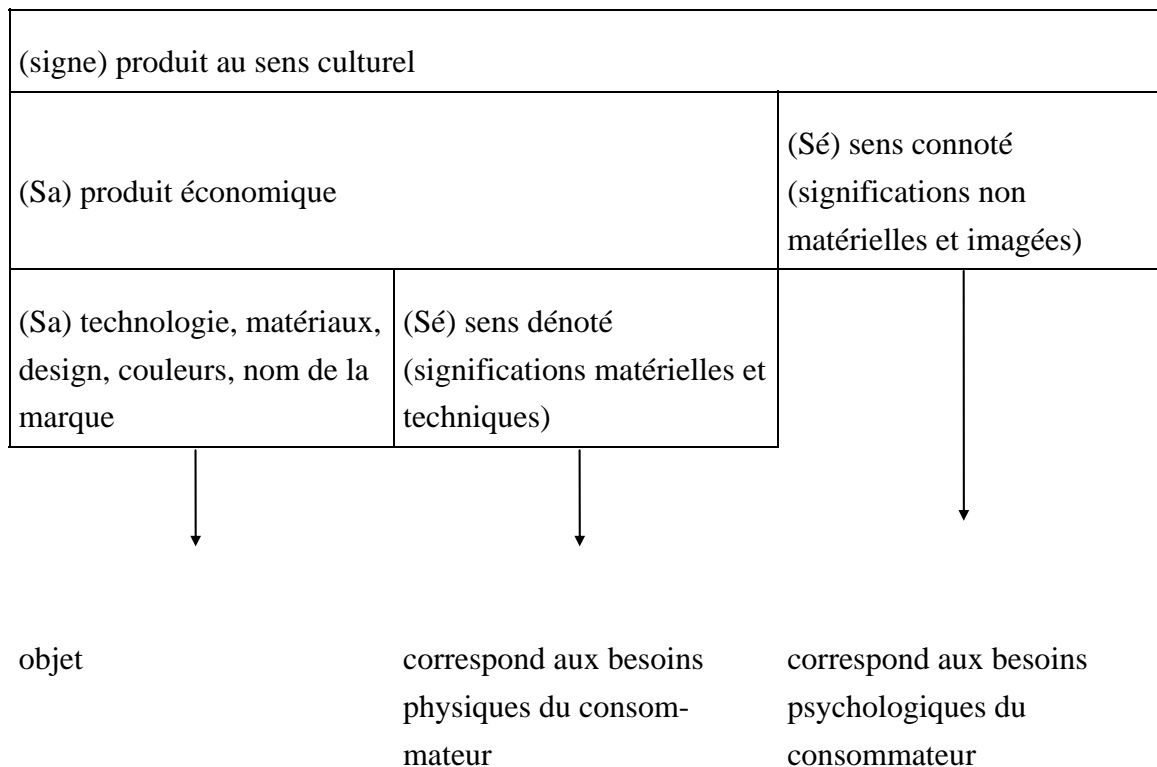 (signe) produit au sens culturel
(Sa) produit économique
(Sé) sens connoté
(significations non
matérielles et imagées)
(Sa) technologie, matériaux,
design, couleurs, nom de la
marque
(Sé) sens dénoté
(significations matérielles et
techniques)
objet
correspond aux besoins
physiques du consom-
mateur
correspond aux besoins
psychologiques du
consommateur